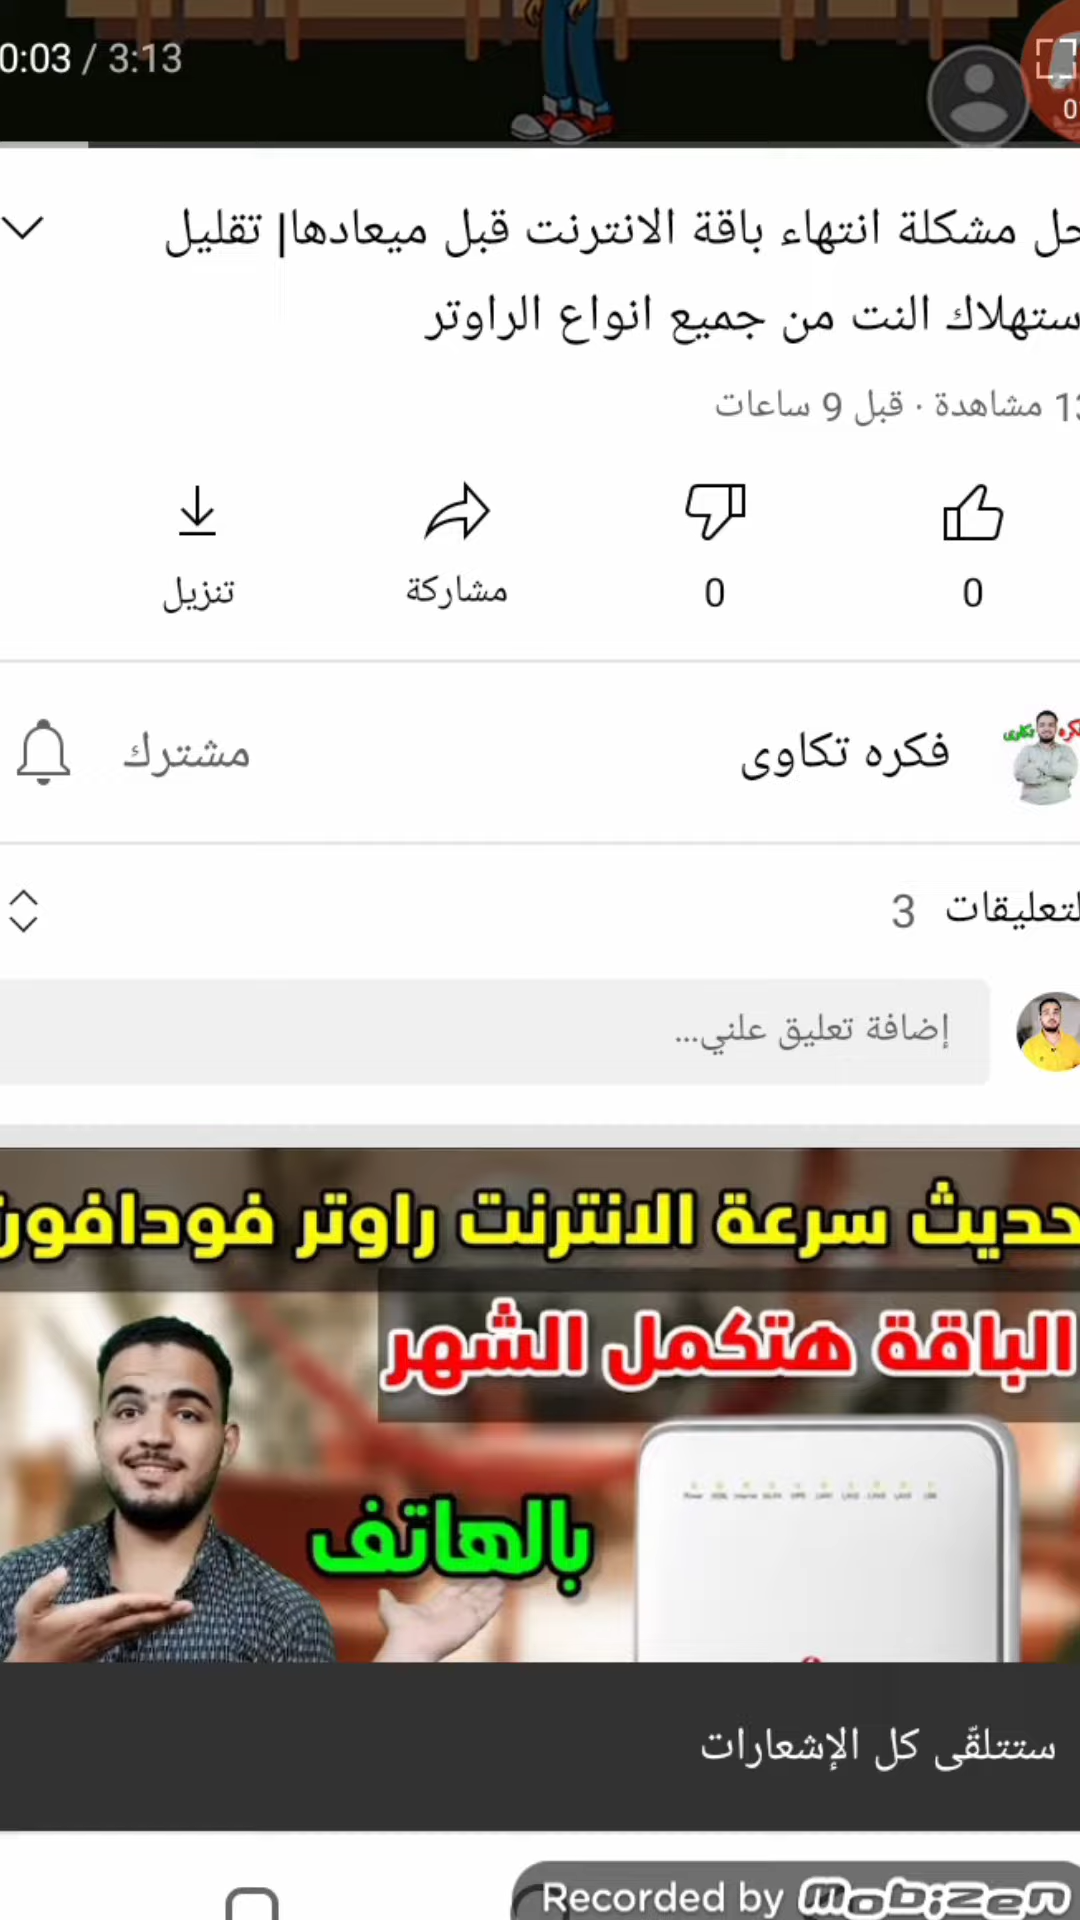 0:03 / 3:13
حل مشكلة انتهاء باقة الانترنت قبل ميعادها| تقليل
ستهلاك النت من جميع انواع الراوتر
13 مشاهدة · قبل 9 ساعات
0
0
مشاركة
تنزيل
فكره تكاوى
مشترك
لتعليقات 3
إضافة تعليق علني...
حديث سرعة الانترنت راوتر فودافون
الباقة هتكمل الشهر
بالهاتف
ستتلقّى كل الإشعارات
Recorded by Mobizen